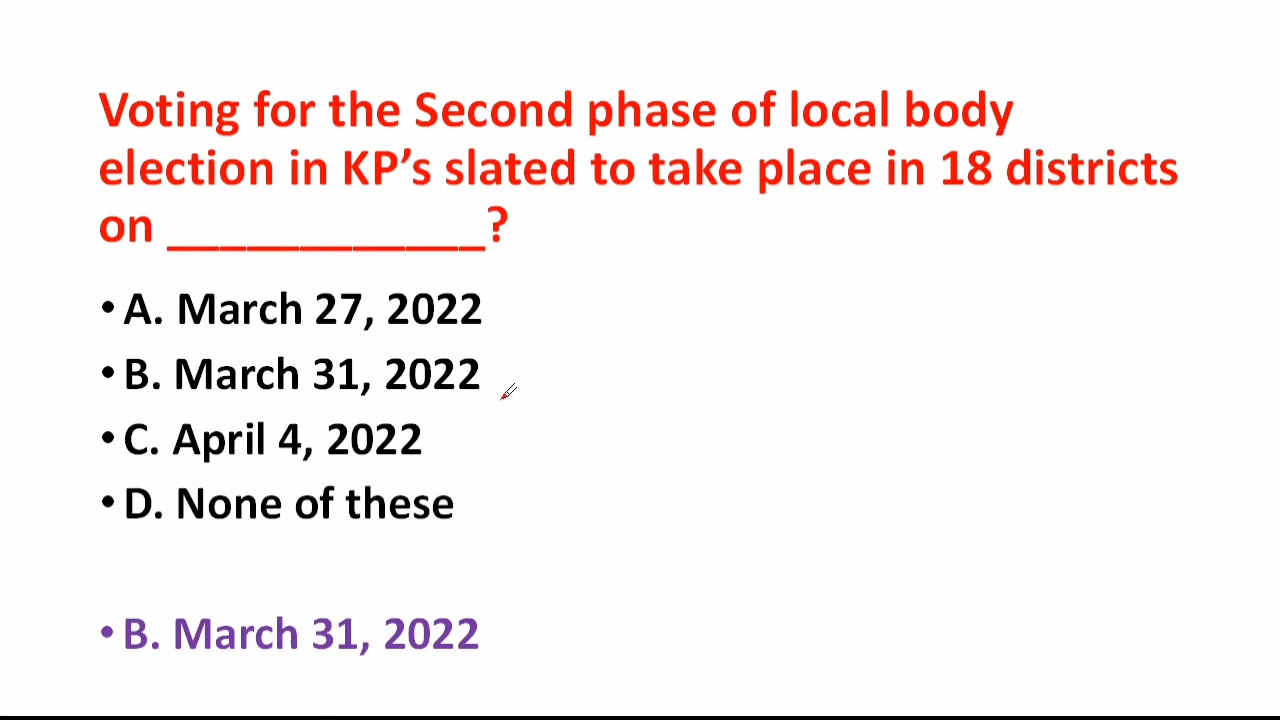 Voting for the Second phase of local body
election in KP’s slated to take place in 18 districts
on ____________?
• A. March 27, 2022
• B. March 31, 2022
• C. April 4, 2022
• D. None of these
• B. March 31, 2022